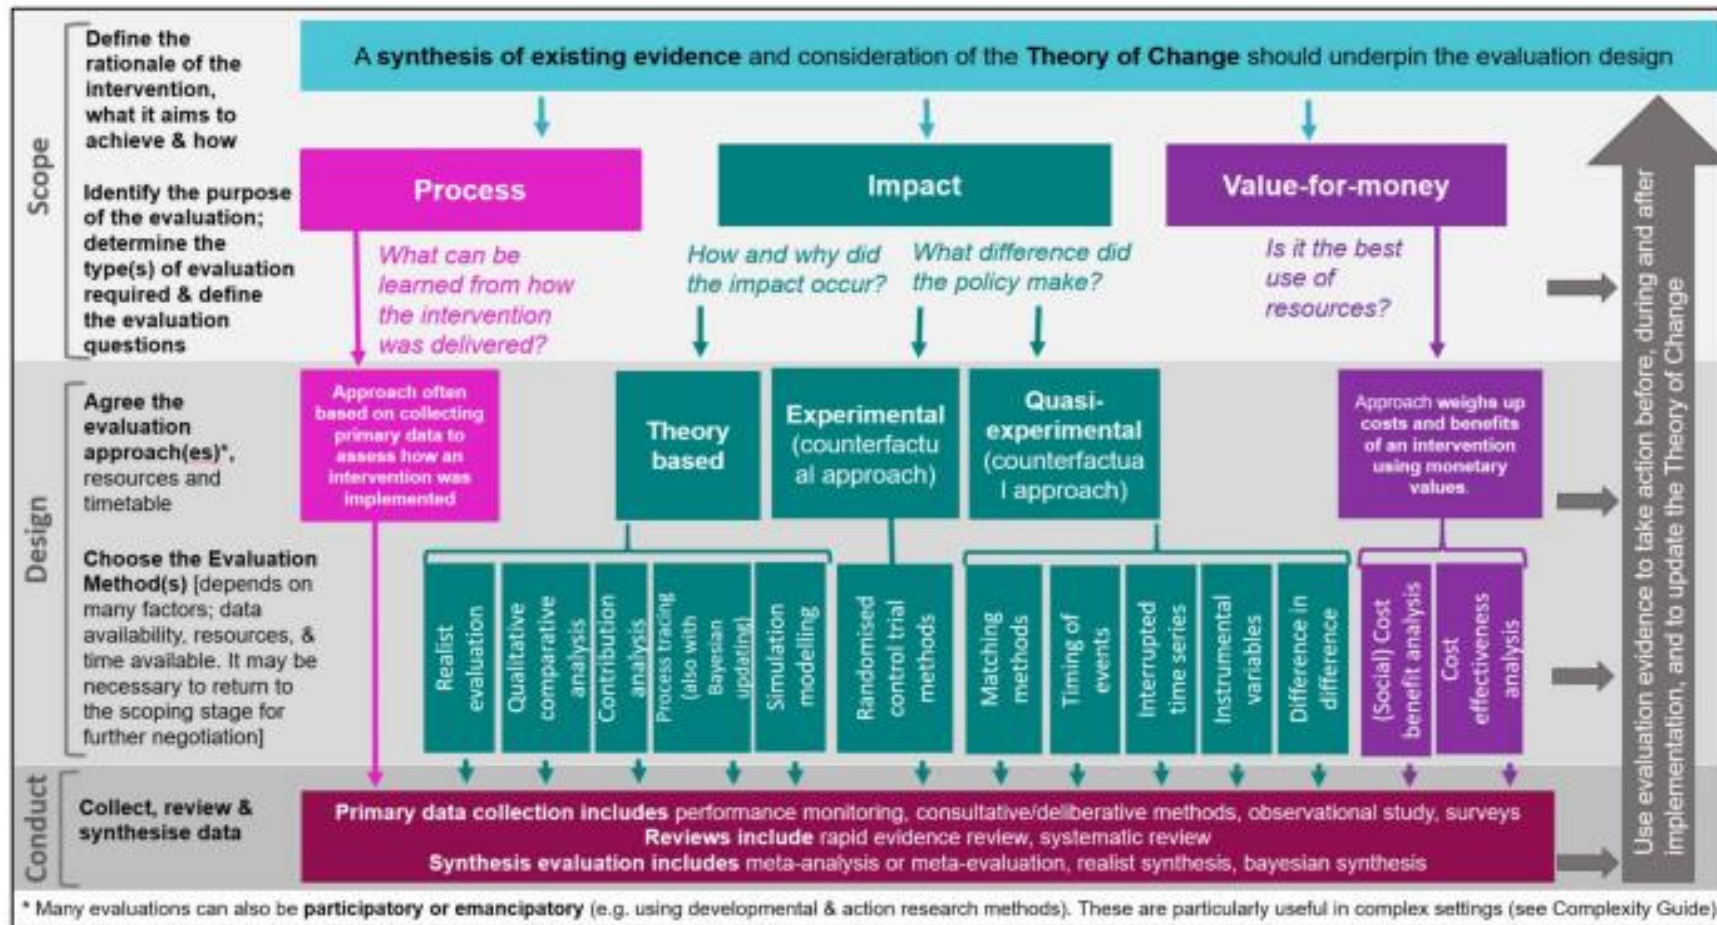 Scope
Define the
rationale of the
intervention,
what it aims to
achieve & how
Identify the purpose
of the evaluation;
determine the
type(s) of evaluation
required & define
the evaluation
questions
A synthesis of existing evidence and consideration of the Theory of Change should underpin the evaluation design
Process
Impact
Value-for-money
What can be
learned from how
the intervention
was delivered?
How and why did
the impact occur?
What difference did
the policy make?
Is it the best
use of
resources?
Design
Agree the
evaluation
approach(es)*,
resources and
timetable
Choose the Evaluation
Method(s) [depends on
many factors; data
availability, resources, &
time available. It may be
necessary to return to
the scoping stage for
further negotiation]
Approach often
based on collecting
primary data to
assess how an
intervention was
implemented
Theory
based
Experimental
(counterfactu
al approach)
Quasi-
experimental
(counterfactua
l approach)
Approach weighs up
costs and benefits
of an intervention
using monetary
values.
Realist
evaluation
Qualitative
comparative
analysis
Contribution
analysis
Process tracing
(also with
Bayesian
updating)
Simulation
modelling
Randomised
control trial
methods
Matching
methods
Timing of
events
Interrupted
time series
Instrumental
variables
Difference in
difference
(Social) Cost
benefit analysis
Cost
effectiveness
analysis
Conduct
Collect, review &
synthesise data
Primary data collection includes performance monitoring, consultative/deliberative methods, observational study, surveys
Reviews include rapid evidence review, systematic review
Synthesis evaluation includes meta-analysis or meta-evaluation, realist synthesis, bayesian synthesis
Use evaluation evidence to take action before, during and after
implementation, and to update the Theory of Change
* Many evaluations can also be participatory or emancipatory (e.g. using developmental & action research methods). These are particularly useful in complex settings (see Complexity Guide)